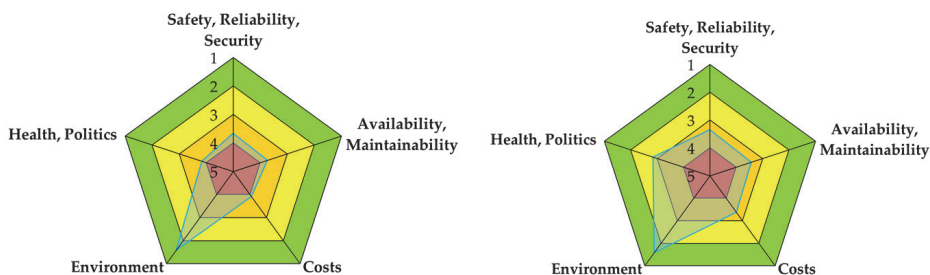 Safety, Reliability,
Security
1
2
3
4
5
Health, Politics
Availability,
Maintainability
Environment
Costs
Safety, Reliability,
Security
1
2
3
4
5
Health, Politics
Availability,
Maintainability
Environment
Costs